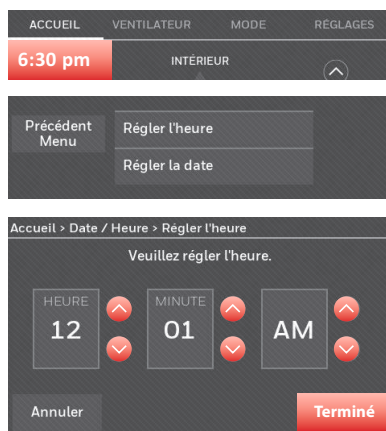 ACCUEIL VENTILATEUR MODE RÉGLAGES
6:30 pm INTÉRIEUR
Précédent
Menu
Régler l'heure
Régler la date
Accueil > Date / Heure > Régler l'heure
Veuillez régler l'heure.
HEURE MINUTE
12 01 AM
Annuler Terminé